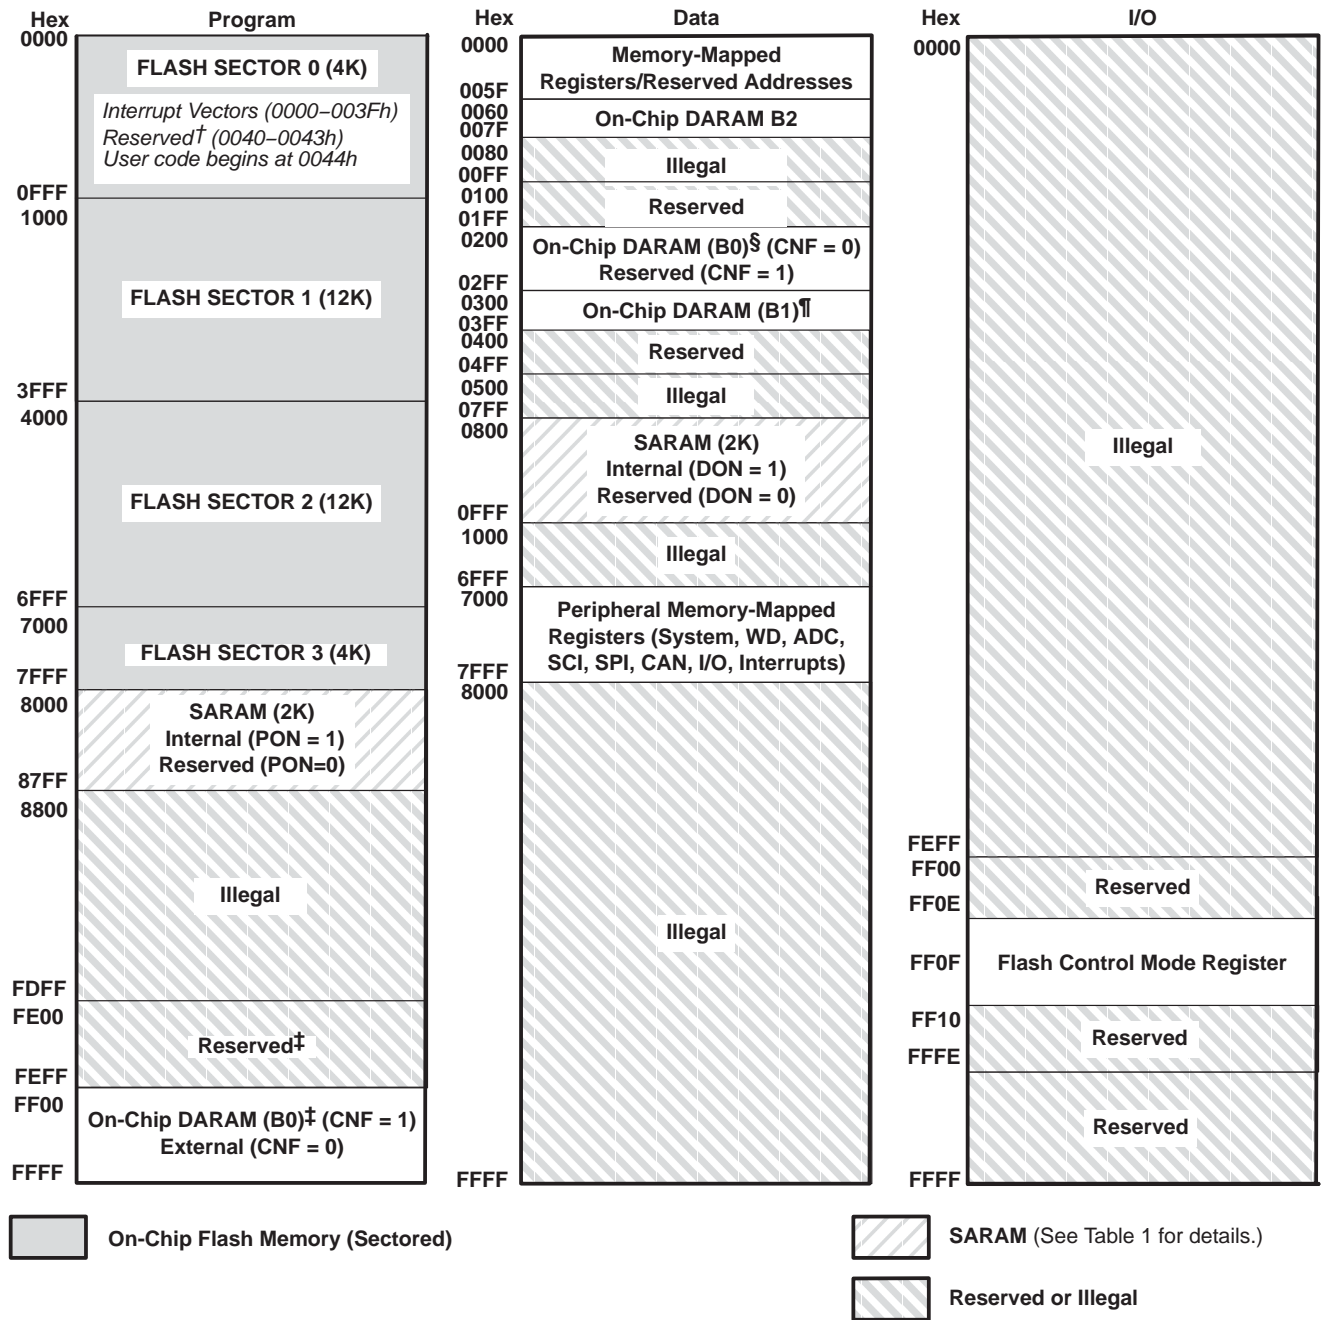 Hex Program
0000
FLASH SECTOR 0 (4K)
Interrupt Vectors (0000−003Fh)
Reserved† (0040−0043h)
User code begins at 0044h
0FFF
1000
FLASH SECTOR 1 (12K)
3FFF
4000
FLASH SECTOR 2 (12K)
6FFF
7000
FLASH SECTOR 3 (4K)
7FFF
8000
SARAM (2K)
Internal (PON = 1)
Reserved (PON=0)
87FF
8800
Illegal
FDFF
FE00
Reserved‡
FEFF
FF00
On-Chip DARAM (B0)‡ (CNF = 1)
External (CNF = 0)
FFFF
Hex Data
0000
Memory-Mapped
Registers/Reserved Addresses
005F
0060
On-Chip DARAM B2
007F
0080
Illegal
00FF
0100
Reserved
01FF
0200
On-Chip DARAM (B0)§ (CNF = 0)
Reserved (CNF = 1)
02FF
0300
On-Chip DARAM (B1)¶
03FF
0400
Reserved
04FF
0500
Illegal
07FF
0800
SARAM (2K)
Internal (DON = 1)
Reserved (DON = 0)
0FFF
1000
Illegal
6FFF
7000
Peripheral Memory-Mapped
Registers (System, WD, ADC,
SCI, SPI, CAN, I/O, Interrupts)
7FFF
8000
Illegal
FFFF
Hex I/O
0000
Illegal
FEFF
FF00
Reserved
FF0E
FF0F Flash Control Mode Register
FF10
Reserved
FFFE
Reserved
FFFF
On-Chip Flash Memory (Sectored)
SARAM (See Table 1 for details.)
Reserved or Illegal